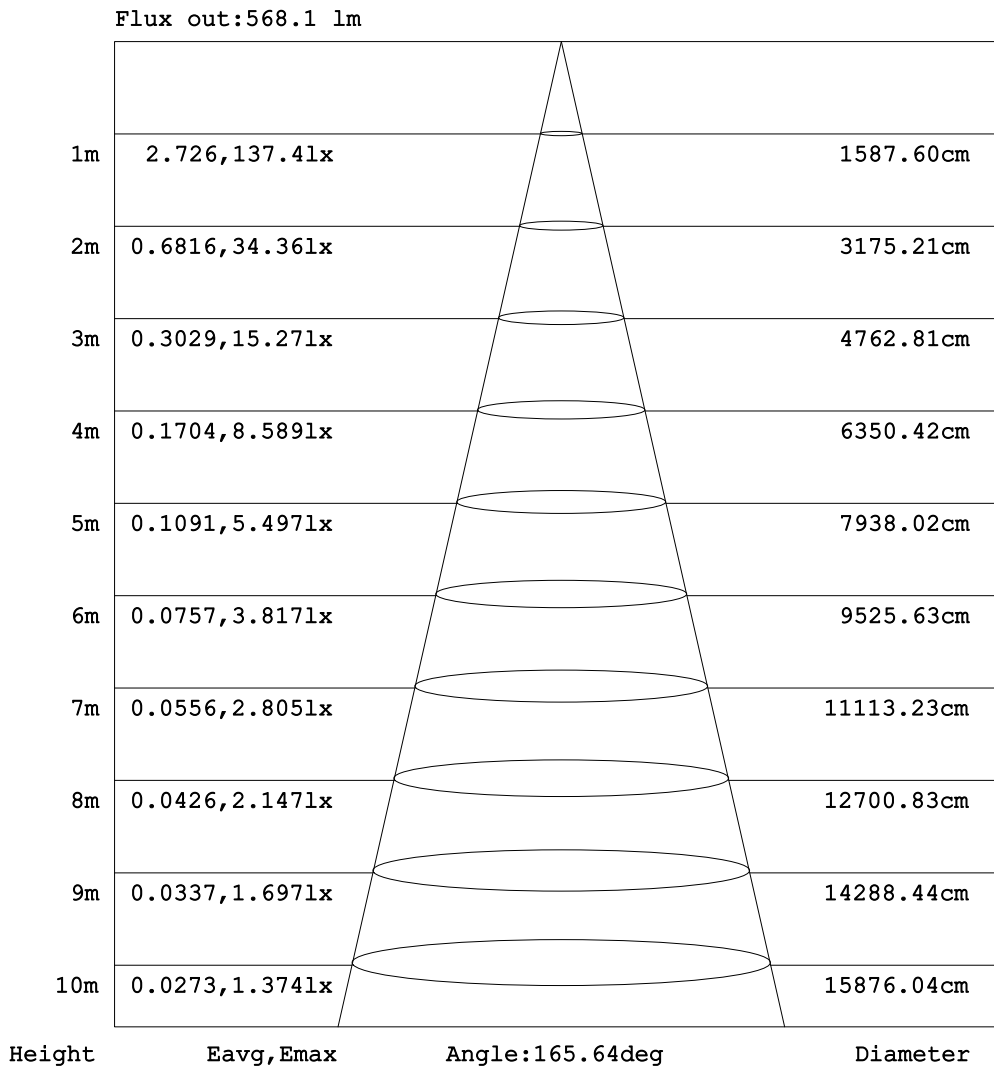 Flux out:568.1 lm
1m 2.726,137.4lx 1587.60cm
2m 0.6816,34.36lx 3175.21cm
3m 0.3029,15.27lx 4762.81cm
4m 0.1704,8.589lx 6350.42cm
5m 0.1091,5.497lx 7938.02cm
6m 0.0757,3.817lx 9525.63cm
7m 0.0556,2.805lx 11113.23cm
8m 0.0426,2.147lx 12700.83cm
9m 0.0337,1.697lx 14288.44cm
10m 0.0273,1.374lx 15876.04cm
Height Eavg,Emax Angle:165.64deg Diameter